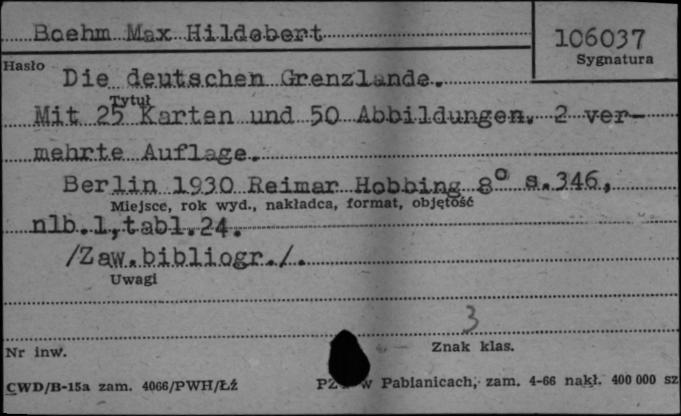 Boehm Max Hildebert
106037
Sygnatura
Hasło
Die deutschen Grenzlande.
Tytuł
Mit 25 Karten und 50 Abbildungen. 2 ver-
mehrte Auflage.
Berlin 1930 Reimar Hobbing 8° s.346,
Miejsce, rok wyd., nakładca, format, objętość
nlb.1,tabl.24.
/Zaw.bibliogr./.
Uwagi
3
Nr inw.
Znak klas.
CWD/B-15a zam. 4066/PWH/Łż
w Pabianicach, zam. 4-66 nakł. 400 000 sz